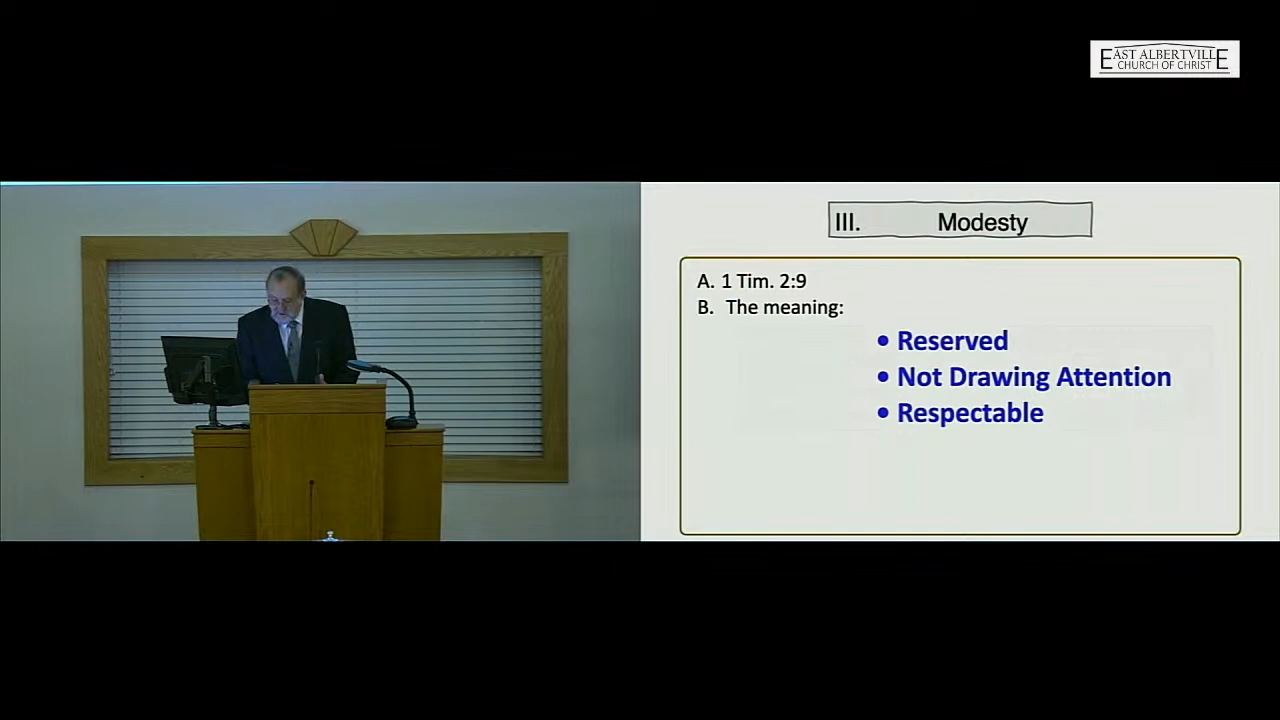 EAST ALBERTVILLE
CHURCH OF CHRIST
III. Modesty
A. 1 Tim. 2:9
B. The meaning:
• Reserved
• Not Drawing Attention
• Respectable